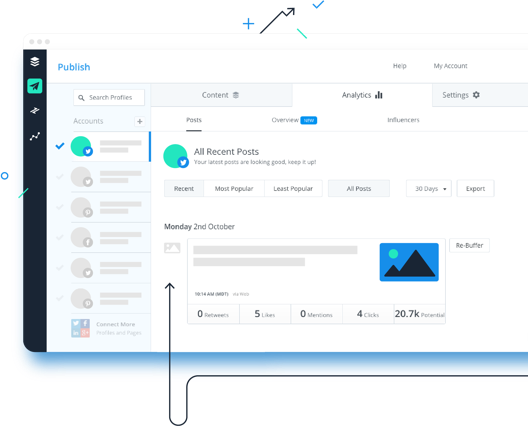 Publish
Help
My Account
Search Profiles
Content
Analytics
Settings
Accounts
+
Posts
Overview NEW
Influencers
All Recent Posts
Your latest posts are looking good, keep it up!
Recent
Most Popular
Least Popular
All Posts
30 Days
Export
Monday 2nd October
Re-Buffer
10:14 AM (MDT)
0 Retweets
5 Likes
0 Mentions
4 Clicks
20.7k Potential
Connect More
Profiles and Pages